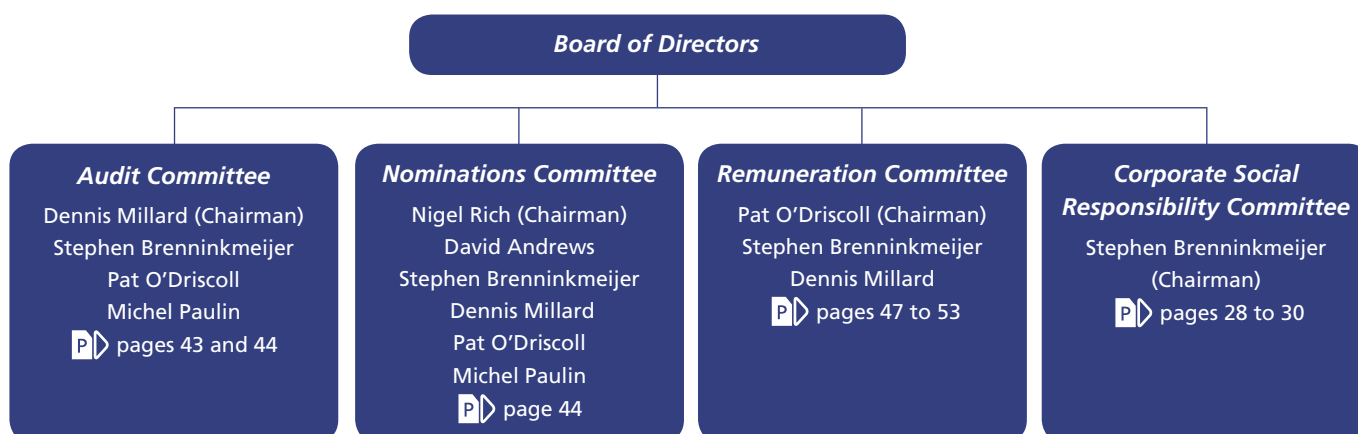 Board of Directors
Audit Committee
Dennis Millard (Chairman)
Stephen Brenninkmeijer
Pat O'Driscoll
Michel Paulin
P pages 43 and 44
Nominations Committee
Nigel Rich (Chairman)
David Andrews
Stephen Brenninkmeijer
Dennis Millard
Pat O'Driscoll
Michel Paulin
P page 44
Remuneration Committee
Pat O'Driscoll (Chairman)
Stephen Brenninkmeijer
Dennis Millard
P pages 47 to 53
Corporate Social
Responsibility Committee
Stephen Brenninkmeijer
(Chairman)
P pages 28 to 30